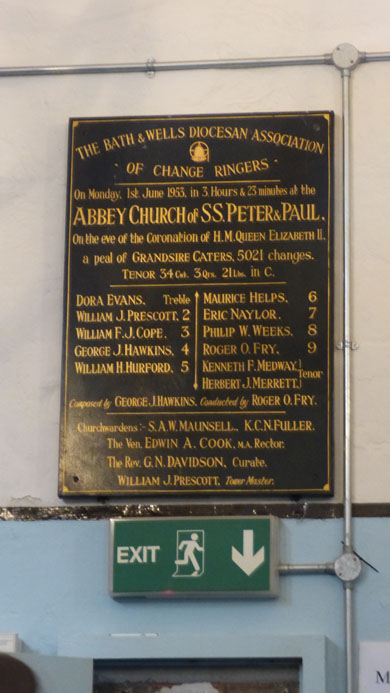 THE BATH & WELLS DIOCESAN ASSOCIATION
OF CHANGE RINGERS
On Monday, 1st June 1953, in 3 Hours & 23 minutes at the
ABBEY CHURCH of SS. PETER & PAUL.
On the eve of the Coronation of H.M. QUEEN ELIZABETH II.
a peal of GRANDSIRE CATERS, 5021 changes.
TENOR 34 Cwt. 3 Qrs. 21 Lbs. in C.
DORA EVANS. Treble
WILLIAM J. PRESCOTT. 2
WILLIAM F. J. COPE. 3
GEORGE J. HAWKINS. 4
WILLIAM H. HURFORD. 5
MAURICE HELPS. 6
ERIC NAYLOR. 7
PHILIP W. WEEKS. 8
ROGER O. FRY. 9
KENNETH F. MEDWAY.
HERBERT J. MERRETT. Tenor
Composed by GEORGE J. HAWKINS. Conducted by ROGER O. FRY.
Churchwardens :- S. A. W. MAUNSELL. K. C. N. FULLER.
The Ven. EDWIN A. COOK, M.A. Rector.
The Rev. G. N. DAVIDSON, Curate.
WILLIAM J. PRESCOTT, Tower Master.
EXIT
M